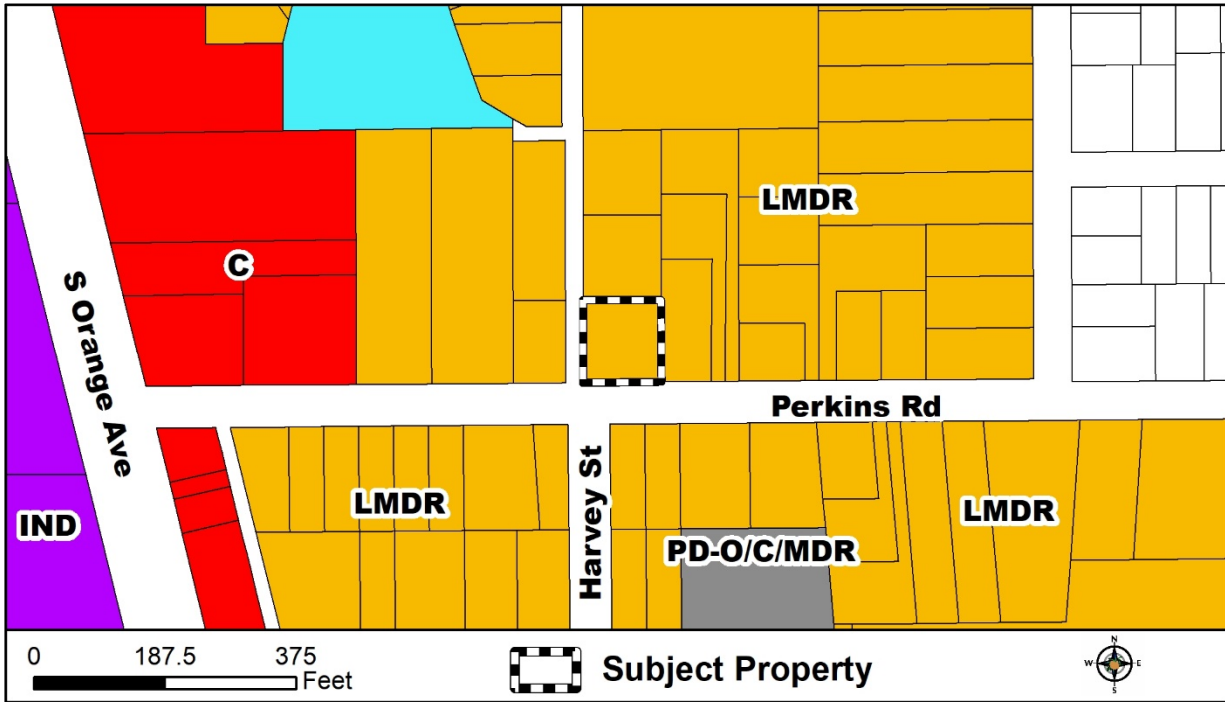 LMDR
C
S Orange Ave
Perkins Rd
LMDR
Harvey St
LMDR
IND
PD-O/C/MDR
0 187.5 375
Feet
Subject Property
N
W E
S